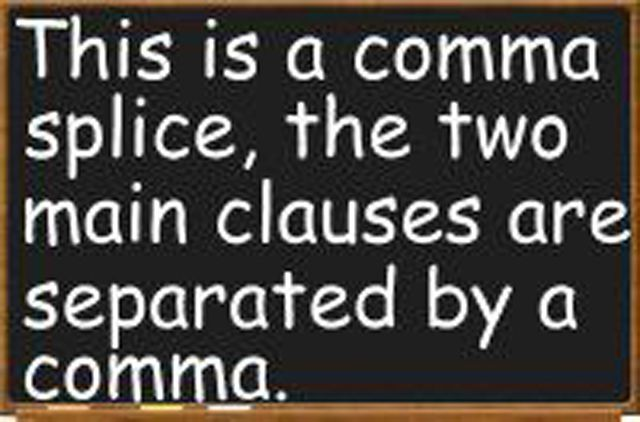 This is a comma
splice, the two
main clauses are
separated by a
comma.